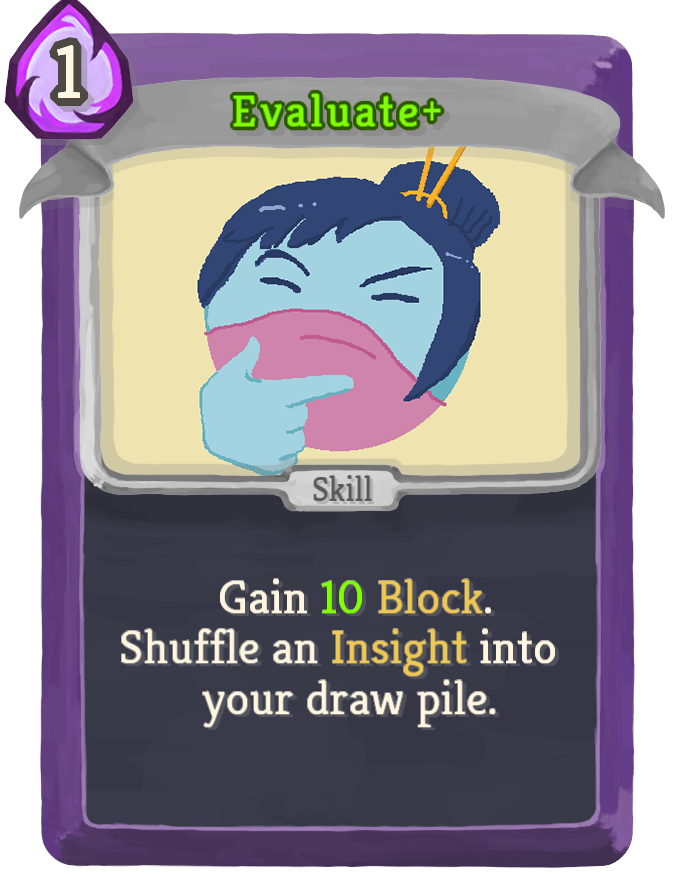 1
Evaluate+
Skill
Gain 10 Block.
Shuffle an Insight into
your draw pile.